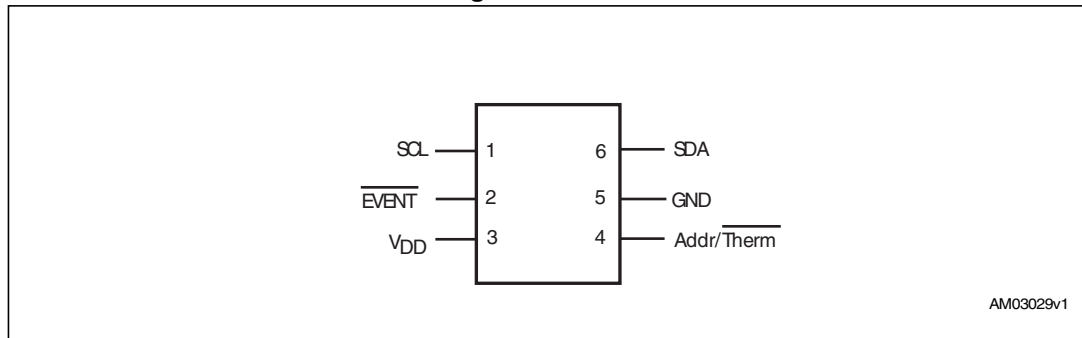 SCL 1 6 SDA
EVENT 2 5 GND
VDD 3 4 Addr/Therm
AM03029v1